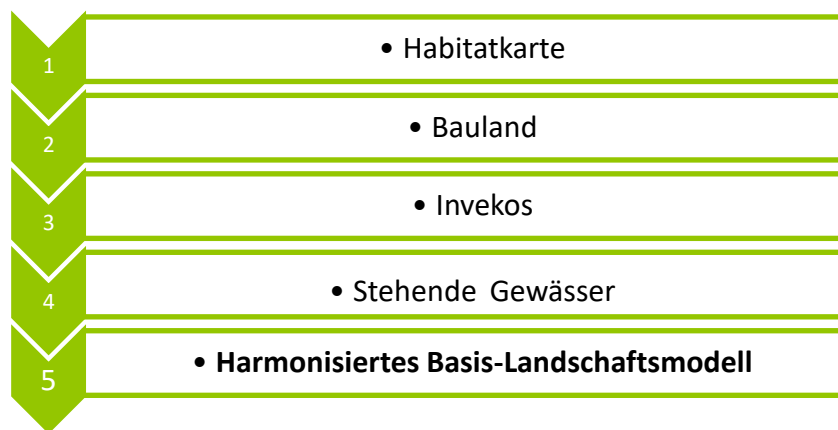 1 • Habitatkarte
2 • Bauland
3 • Invekos
4 • Stehende Gewässer
5 • Harmonisiertes Basis-Landschaftsmodell